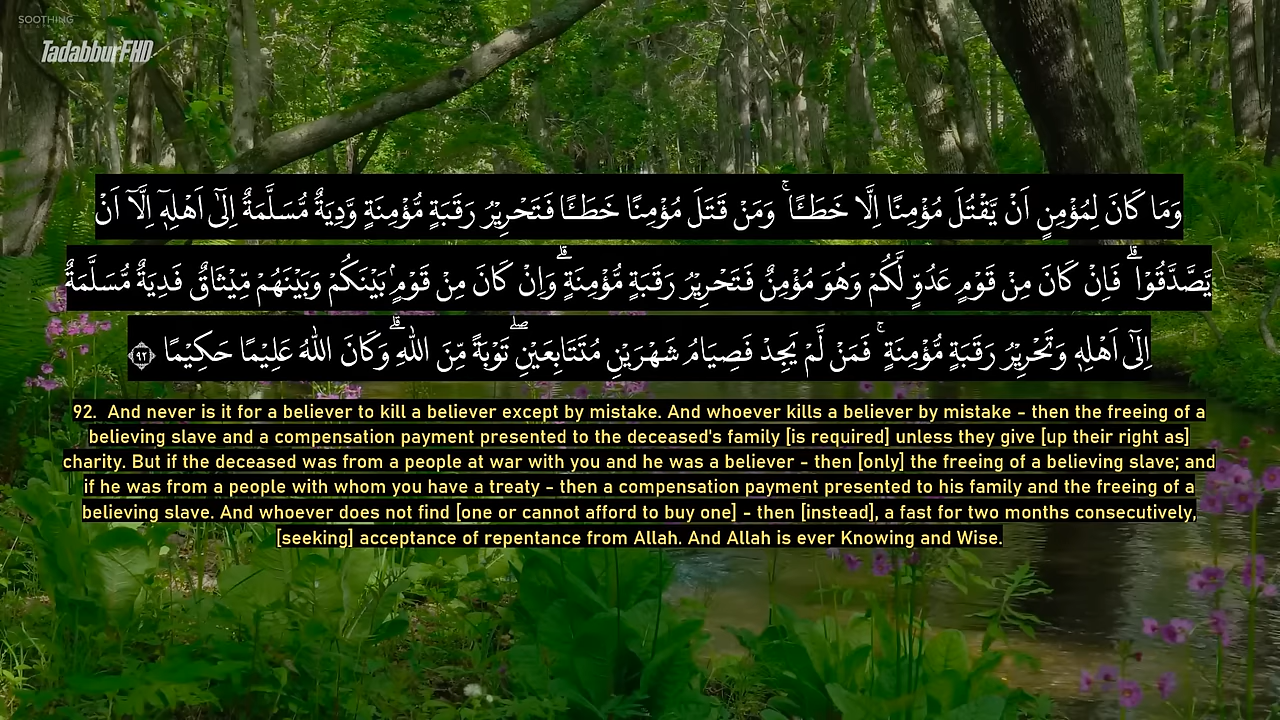 SOOTHING
TadabburFHD
وَمَا كَانَ لِمُؤْمِنٍ اَنْ يَّقْتُلَ مُؤْمِنًا اِلَّا خَطَــًٔا ۚ وَمَنْ قَتَلَ مُؤْمِنًا خَطَــًٔا فَتَحْرِيْرُ رَقَبَةٍ مُّؤْمِنَةٍ وَّدِيَةٌ مُّسَلَّمَةٌ اِلٰٓى اَهْلِهٖٓ اِلَّآ اَنْ
يَّصَّدَّقُوْا ۗ فَاِنْ كَانَ مِنْ قَوْمٍ عَدُوٍّ لَّكُمْ وَهُوَ مُؤْمِنٌ فَتَحْرِيْرُ رَقَبَةٍ مُّؤْمِنَةٍ ۗ وَاِنْ كَانَ مِنْ قَوْمٍۢ بَيْنَكُمْ وَبَيْنَهُمْ مِّيْثَاقٌ فَدِيَةٌ مُّسَلَّمَةٌ
اِلٰٓى اَهْلِهٖ وَتَحْرِيْرُ رَقَبَةٍ مُّؤْمِنَةٍ ۚ فَمَنْ لَّمْ يَجِدْ فَصِيَامُ شَهْرَيْنِ مُتَتَابِعَيْنِ ۖ تَوْبَةً مِّنَ اللّٰهِ ۗ وَكَانَ اللّٰهُ عَلِيْمًا حَكِيْمًا ﴿٩٢﴾
92. And never is it for a believer to kill a believer except by mistake. And whoever kills a believer by mistake - then the freeing of a
believing slave and a compensation payment presented to the deceased's family [is required] unless they give [up their right as]
charity. But if the deceased was from a people at war with you and he was a believer - then [only] the freeing of a believing slave; and
if he was from a people with whom you have a treaty - then a compensation payment presented to his family and the freeing of a
believing slave. And whoever does not find [one or cannot afford to buy one] - then [instead], a fast for two months consecutively,
[seeking] acceptance of repentance from Allah. And Allah is ever Knowing and Wise.